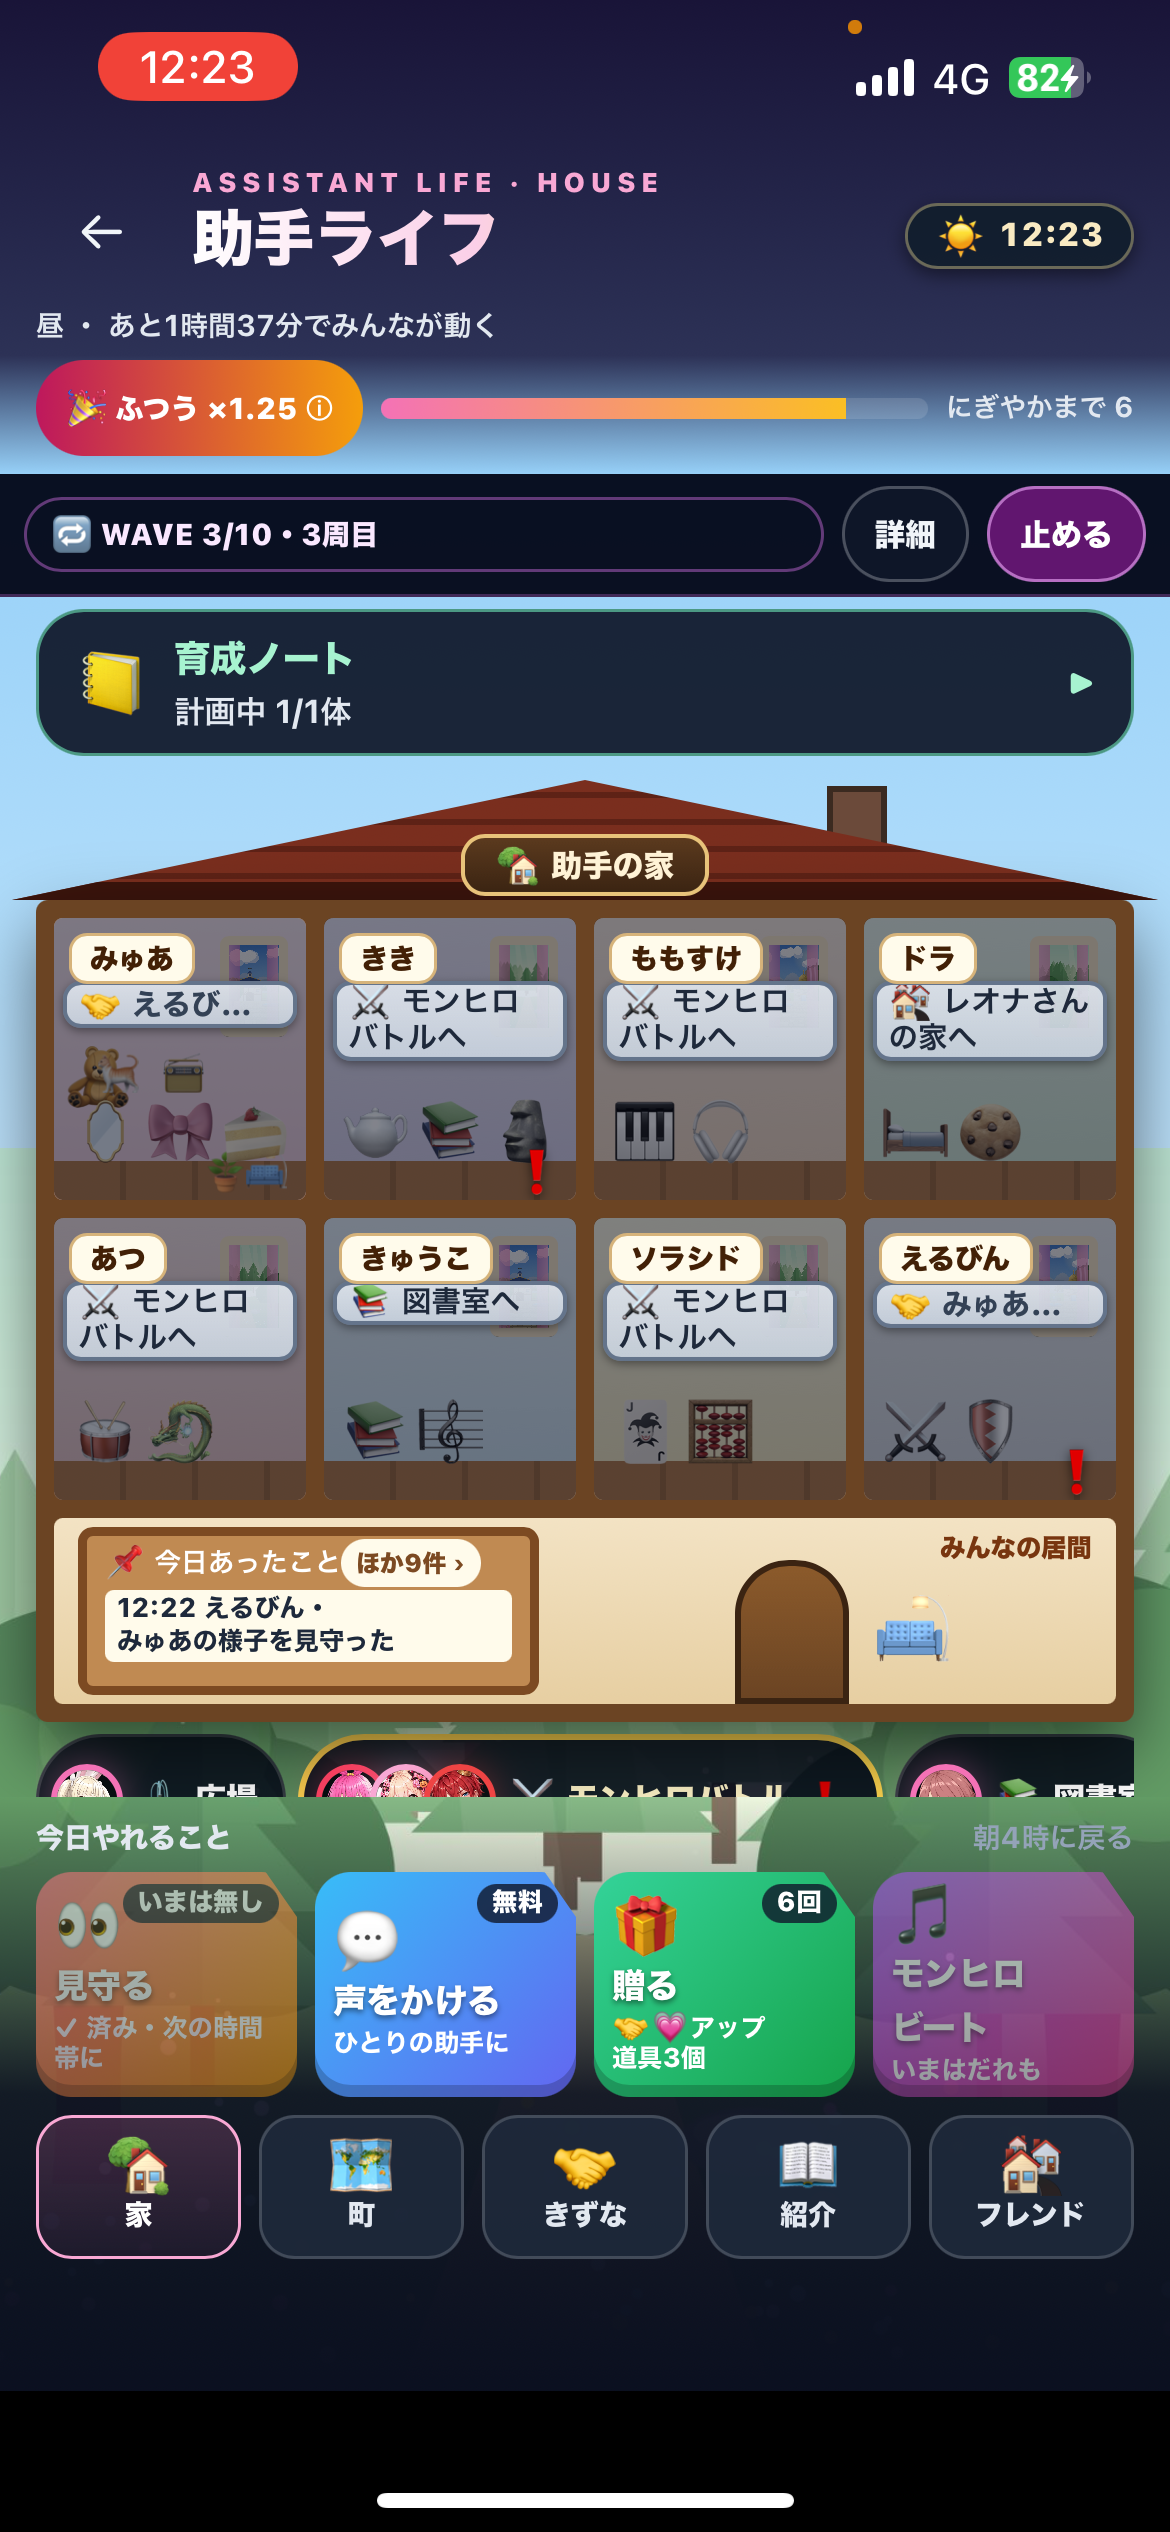 12:23
4G
82
ASSISTANT LIFE · HOUSE
助手ライフ
12:23
昼 ・ あと1時間37分でみんなが動く
ふつう ×1.25 ⓘ
にぎやかまで 6
WAVE 3/10・3周目
詳細
止める
育成ノート
計画中 1/1体
助手の家
みゅあ
えるび…
きき
モンヒロ
バトルへ
ももすけ
モンヒロ
バトルへ
ドラ
レオナさん
の家へ
あつ
モンヒロ
バトルへ
きゅうこ
図書室へ
ソラシド
モンヒロ
バトルへ
えるびん
みゅあ…
今日あったこと
ほか9件 ›
12:22 えるびん・
みゅあの様子を見守った
みんなの居間
広場
モンヒロバトル
図書室
今日やれること
朝4時に戻る
いまは無し
見守る
✓ 済み・次の時間
帯に
無料
声をかける
ひとりの助手に
6回
贈る
アップ
道具3個
モンヒロ
ビート
いまはだれも
家
町
きずな
紹介
フレンド